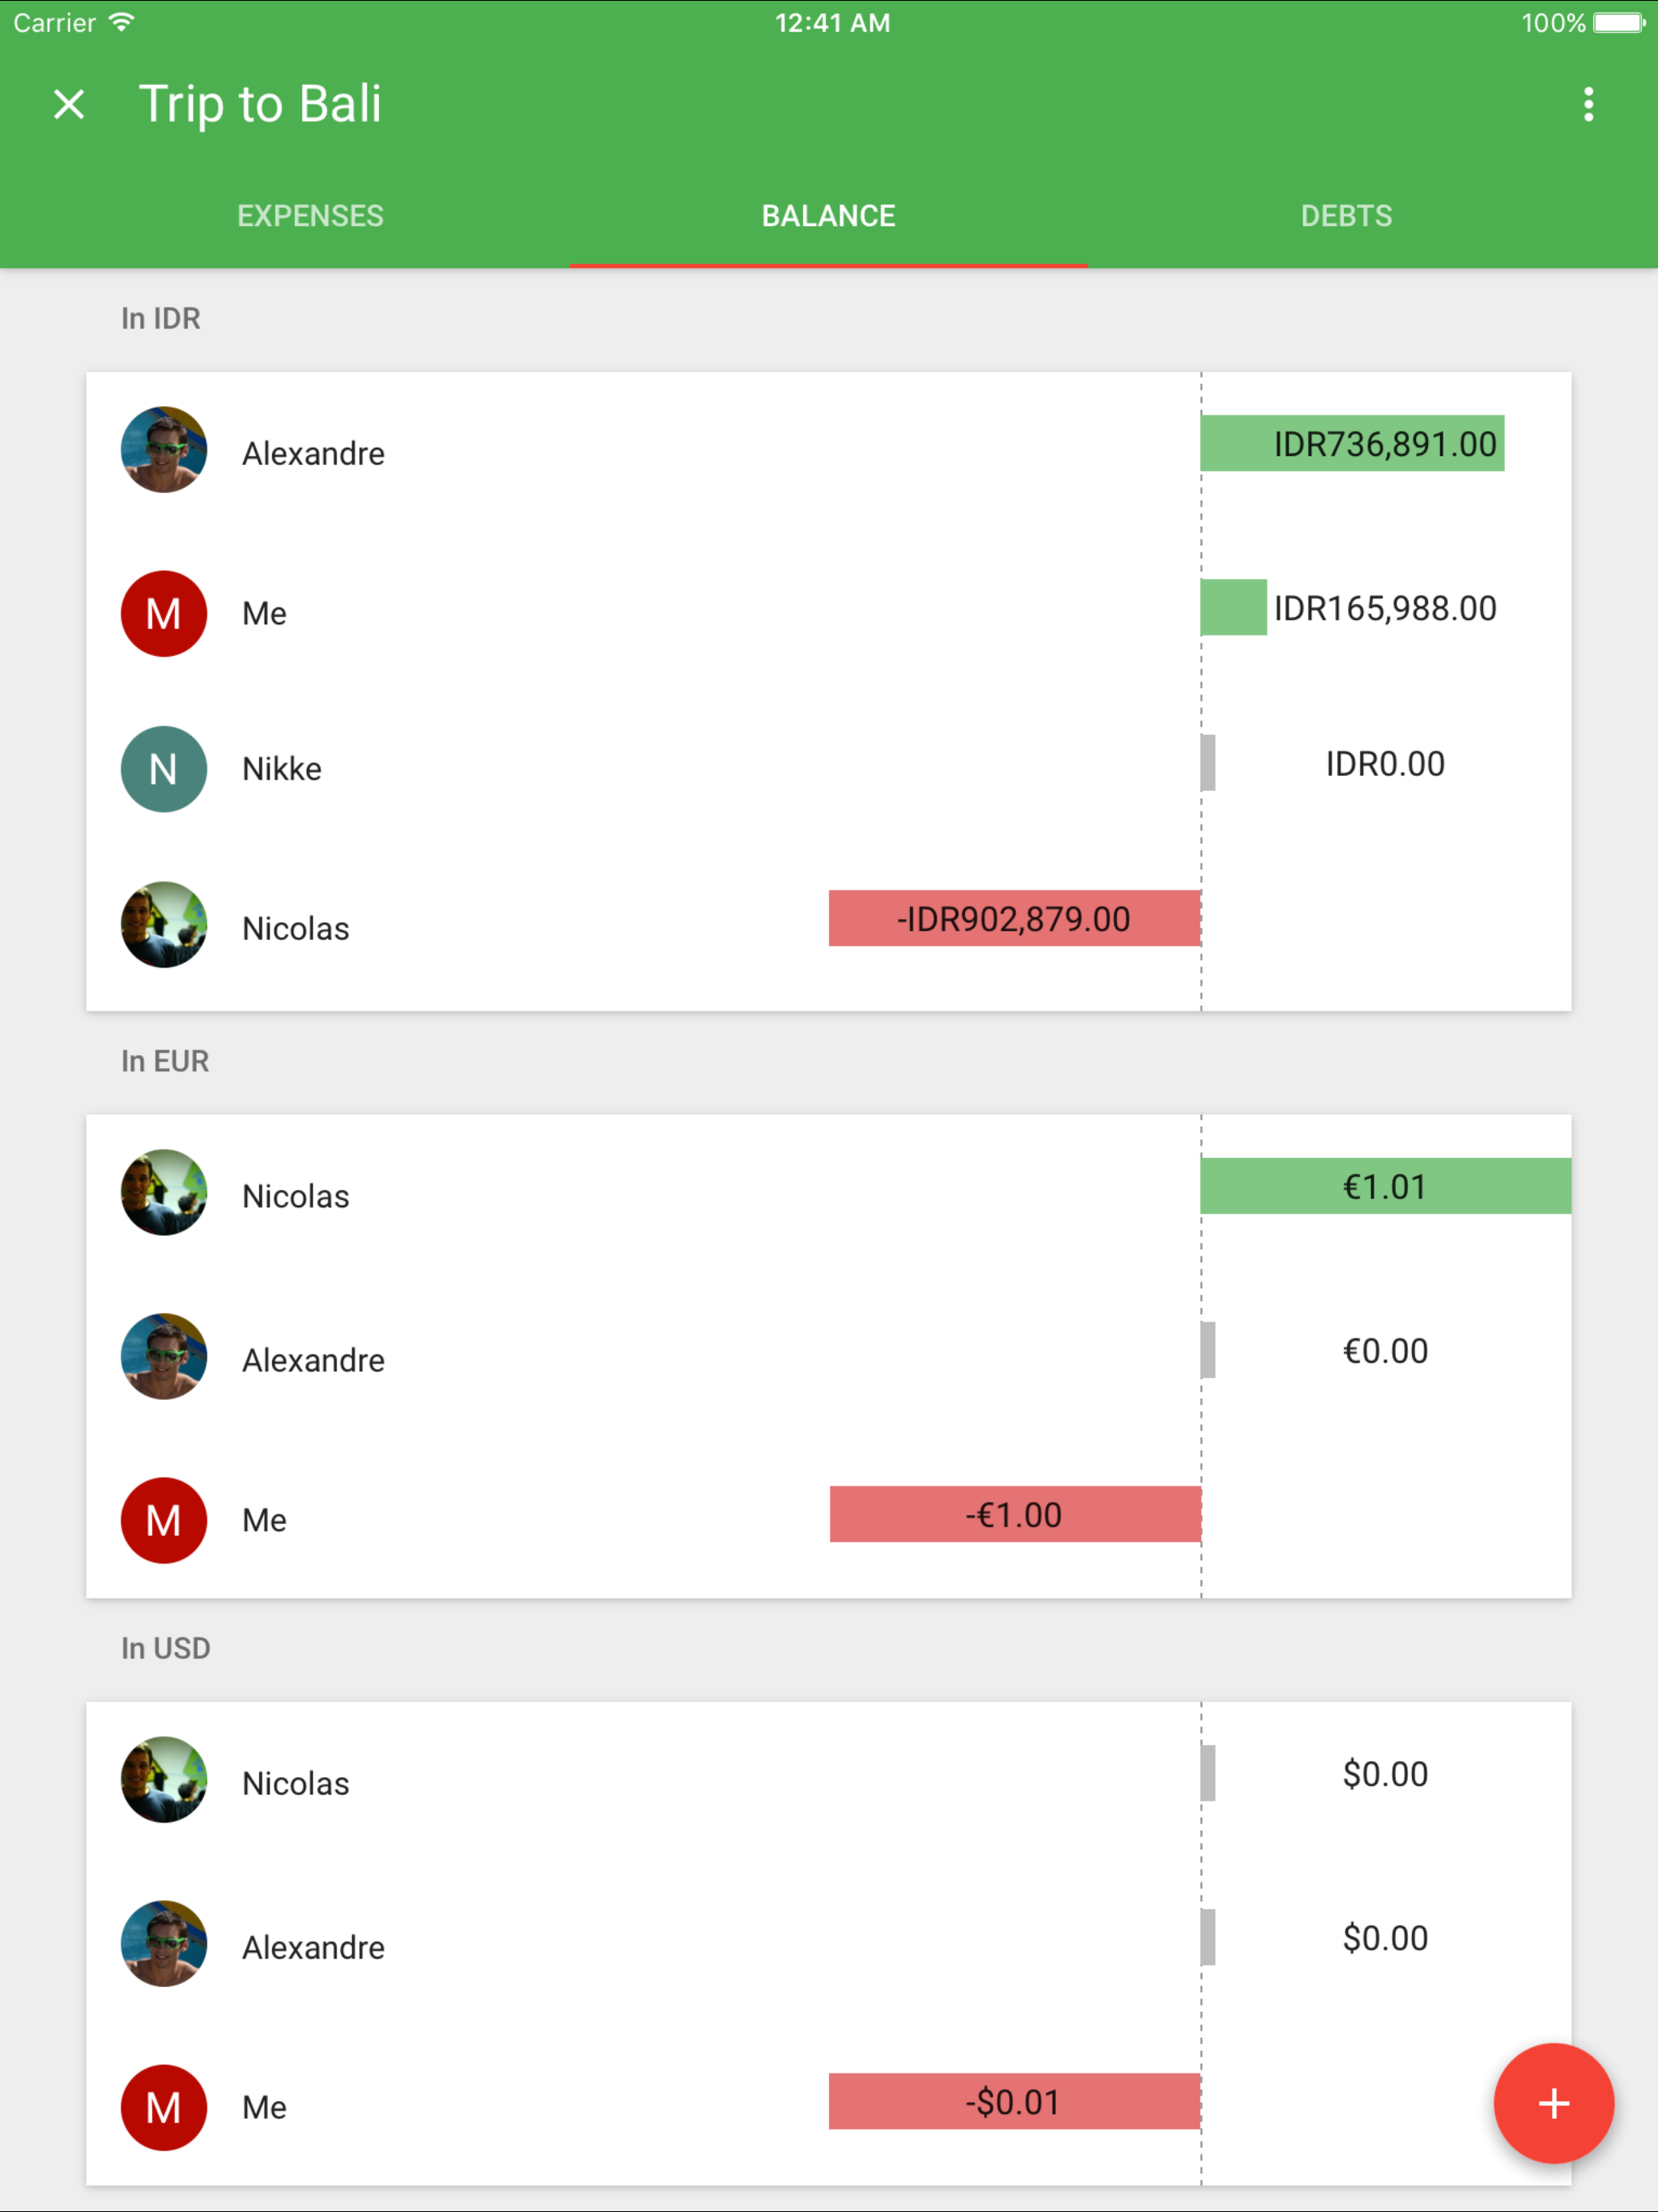 Carrier 12:41 AM 100%
Trip to Bali
EXPENSES BALANCE DEBTS
In IDR
Alexandre IDR736,891.00
M Me IDR165,988.00
N Nikke IDR0.00
Nicolas -IDR902,879.00
In EUR
Nicolas €1.01
Alexandre €0.00
M Me -€1.00
In USD
Nicolas $0.00
Alexandre $0.00
M Me -$0.01
+